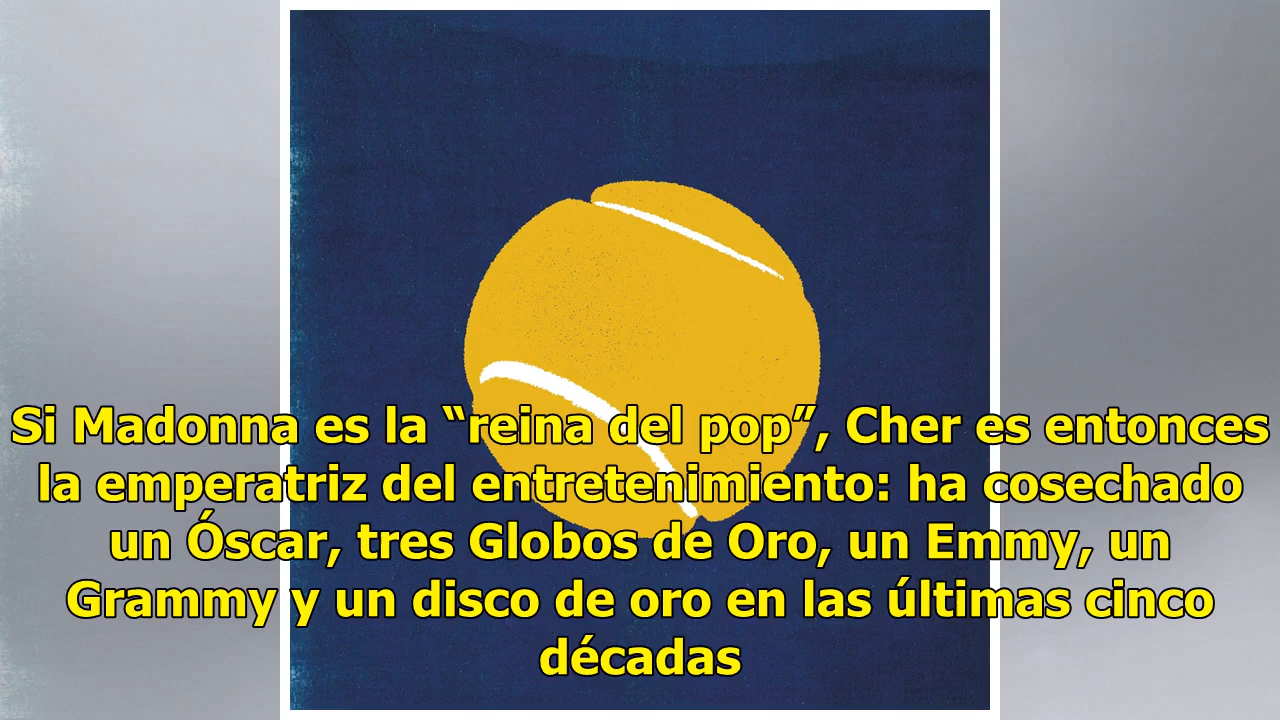 Si Madonna es la “reina del pop”, Cher es entonces
la emperatriz del entretenimiento: ha cosechado
un Óscar, tres Globos de Oro, un Emmy, un
Grammy y un disco de oro en las últimas cinco
décadas